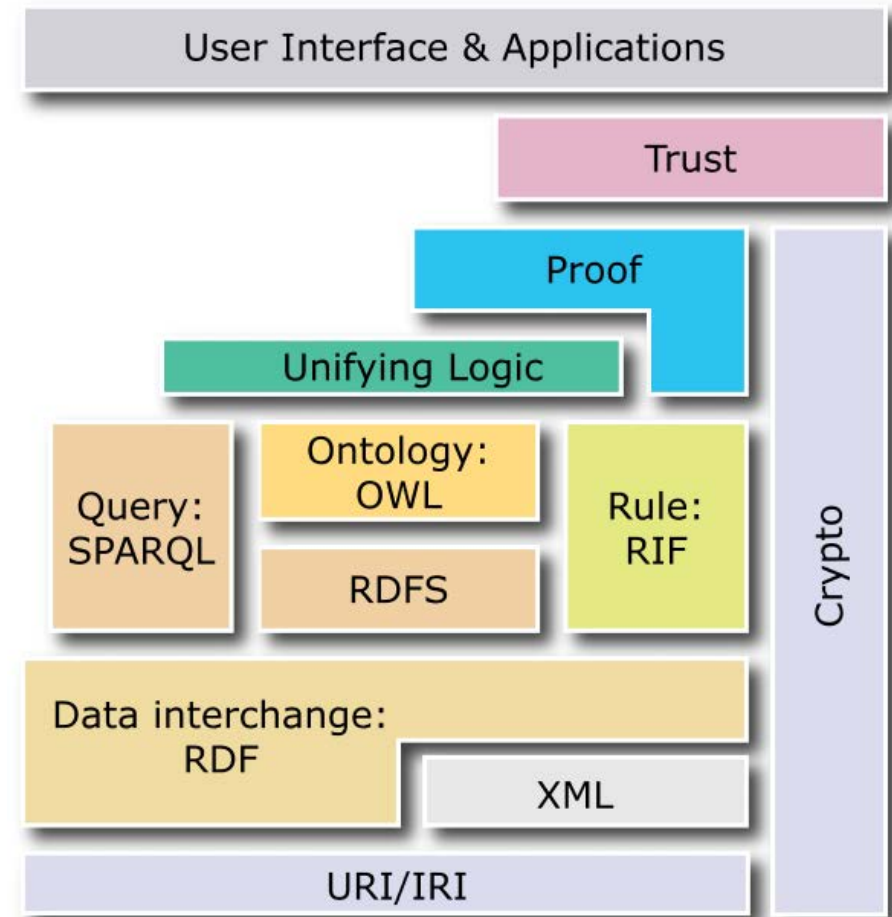 User Interface & Applications
Trust
Proof
Unifying Logic
Query:
SPARQL
Ontology:
OWL
RDFS
Rule:
RIF
Crypto
Data interchange:
RDF
XML
URI/IRI